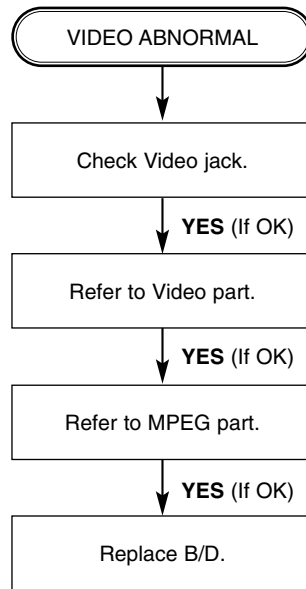 VIDEO ABNORMAL
Check Video jack.
YES (If OK)
Refer to Video part.
YES (If OK)
Refer to MPEG part.
YES (If OK)
Replace B/D.